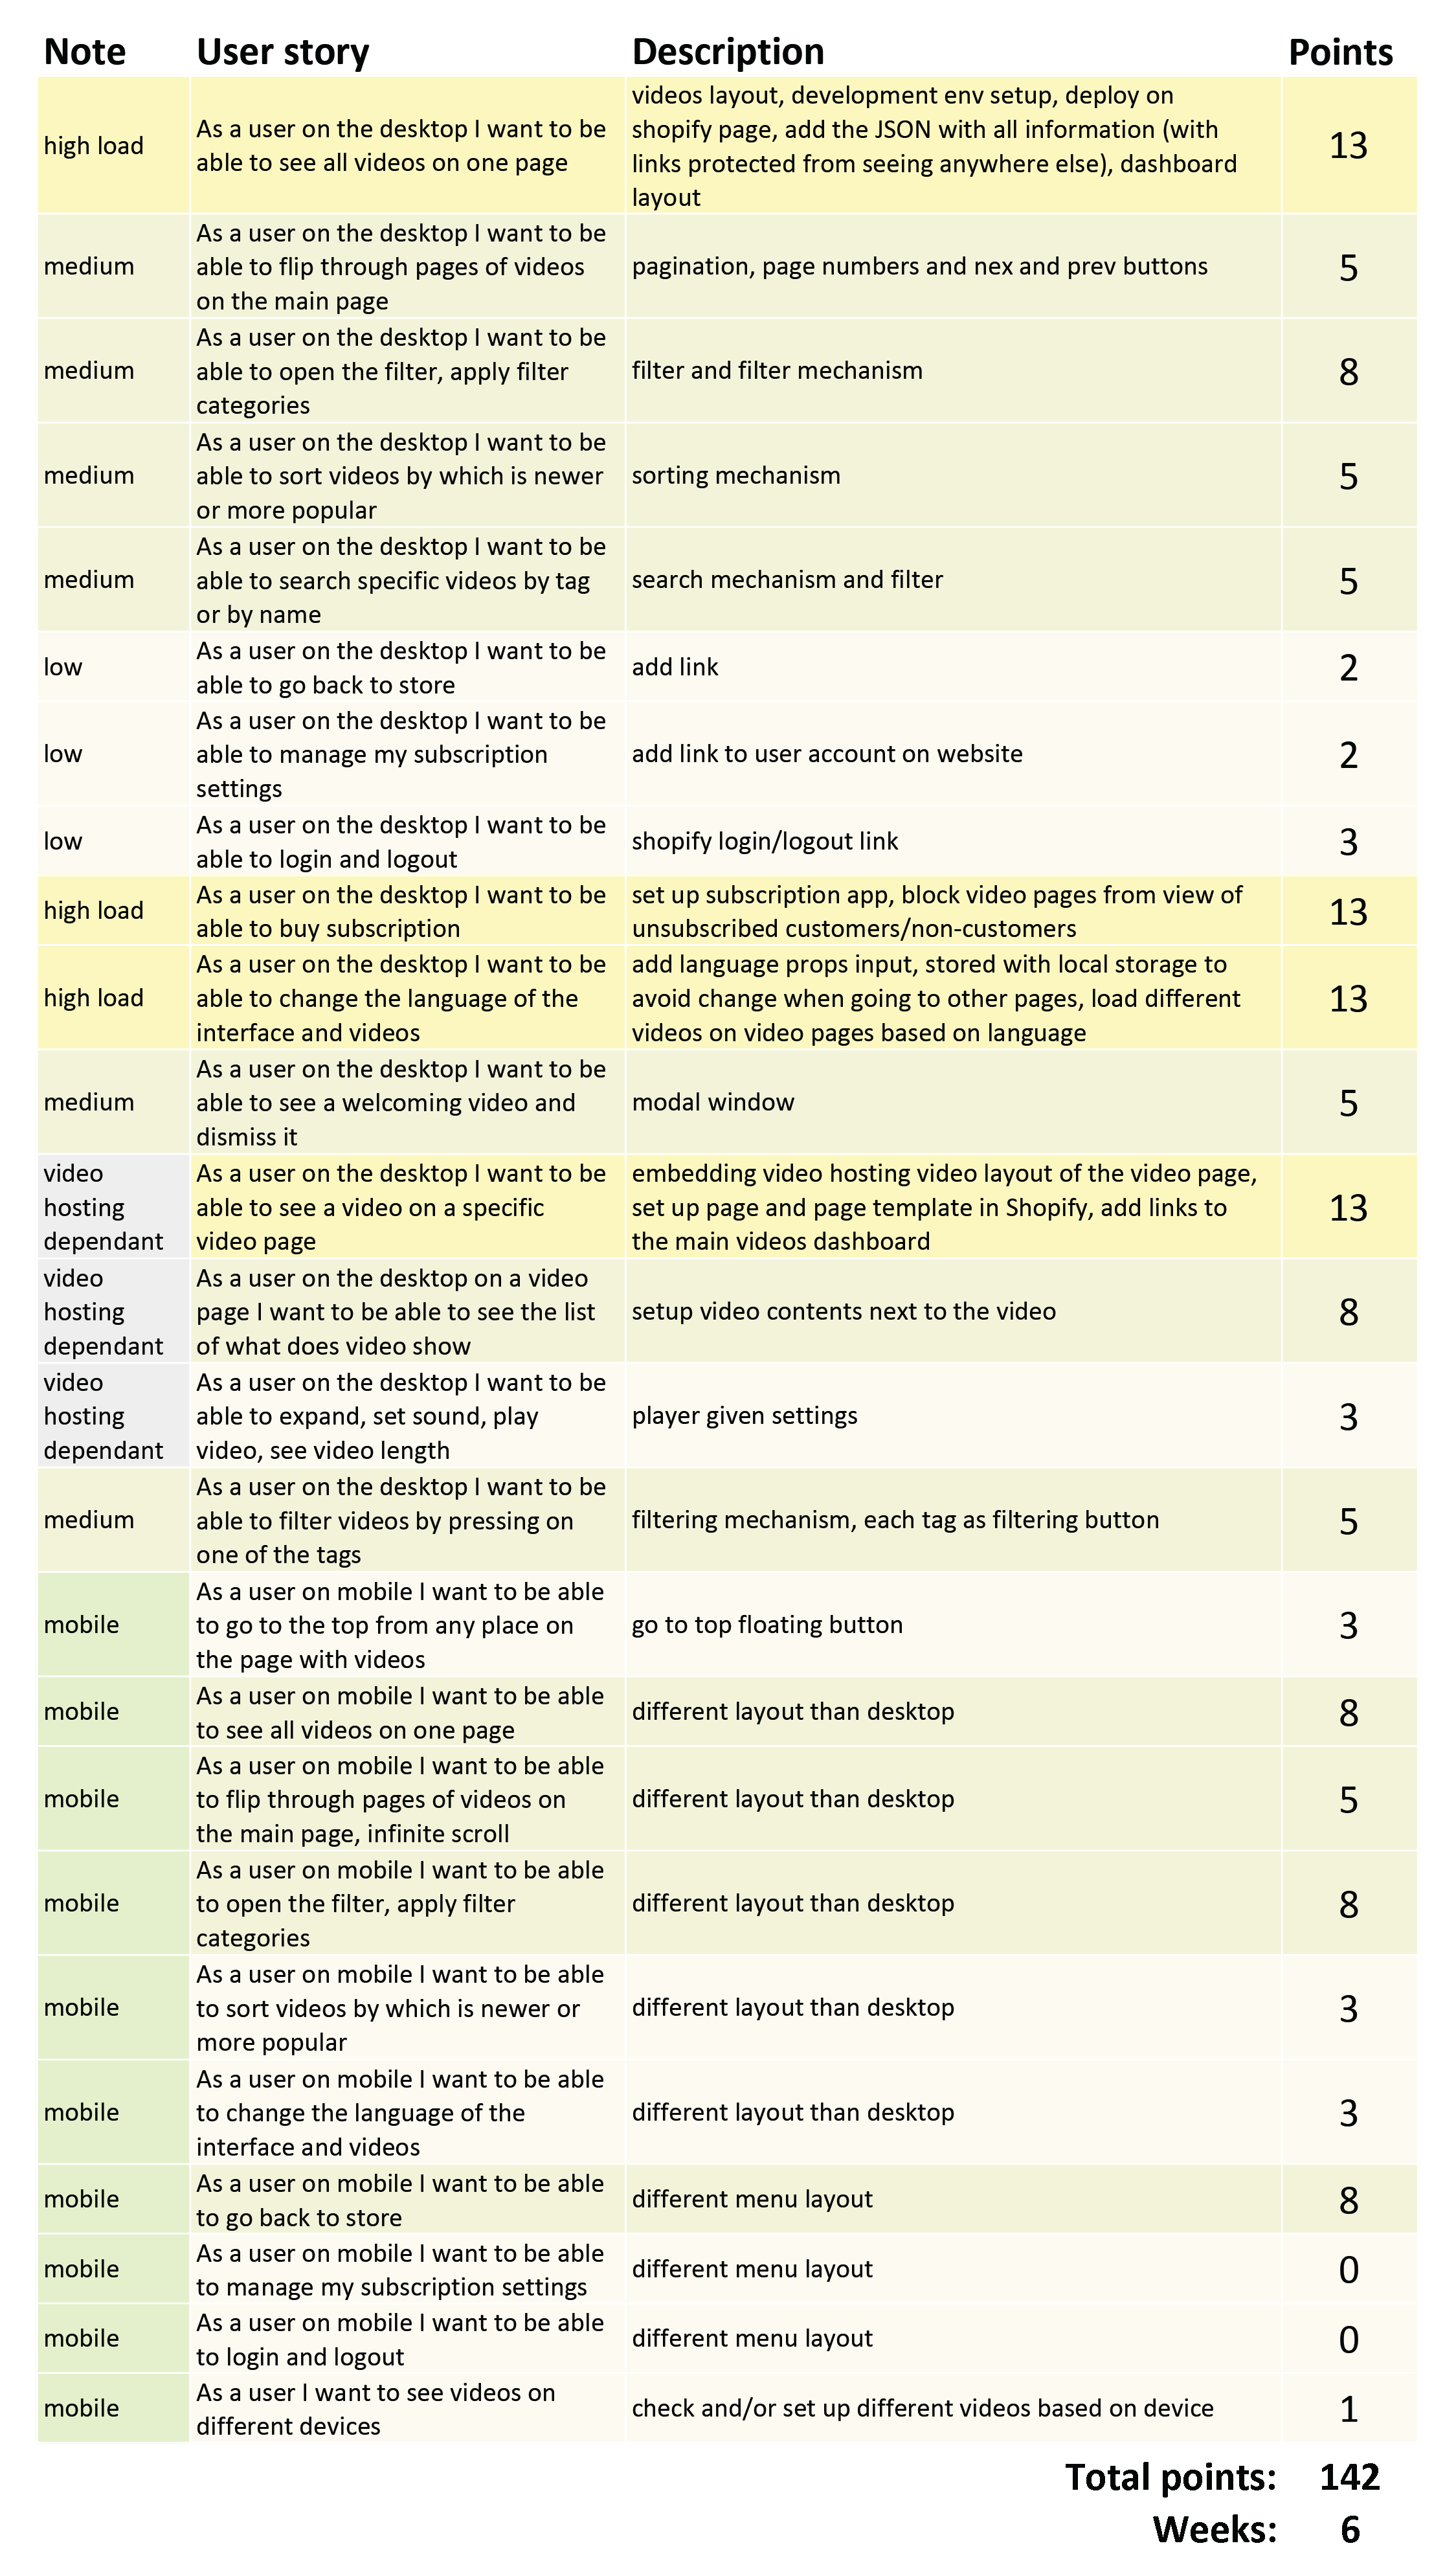 Note User story Description Points
high load
As a user on the desktop I want to be
able to see all videos on one page
videos layout, development env setup, deploy on
shopify page, add the JSON with all information (with
links protected from seeing anywhere else), dashboard
layout
13
medium
As a user on the desktop I want to be
able to flip through pages of videos
on the main page
pagination, page numbers and nex and prev buttons
5
medium
As a user on the desktop I want to be
able to open the filter, apply filter
categories
filter and filter mechanism
8
medium
As a user on the desktop I want to be
able to sort videos by which is newer
or more popular
sorting mechanism
5
medium
As a user on the desktop I want to be
able to search specific videos by tag
or by name
search mechanism and filter
5
low
As a user on the desktop I want to be
able to go back to store
add link
2
low
As a user on the desktop I want to be
able to manage my subscription
settings
add link to user account on website
2
low
As a user on the desktop I want to be
able to login and logout
shopify login/logout link
3
high load
As a user on the desktop I want to be
able to buy subscription
set up subscription app, block video pages from view of
unsubscribed customers/non-customers
13
high load
As a user on the desktop I want to be
able to change the language of the
interface and videos
add language props input, stored with local storage to
avoid change when going to other pages, load different
videos on video pages based on language
13
medium
As a user on the desktop I want to be
able to see a welcoming video and
dismiss it
modal window
5
video
hosting
dependant
As a user on the desktop I want to be
able to see a video on a specific
video page
embedding video hosting video layout of the video page,
set up page and page template in Shopify, add links to
the main videos dashboard
13
video
hosting
dependant
As a user on the desktop on a video
page I want to be able to see the list
of what does video show
setup video contents next to the video
8
video
hosting
dependant
As a user on the desktop I want to be
able to expand, set sound, play
video, see video length
player given settings
3
medium
As a user on the desktop I want to be
able to filter videos by pressing on
one of the tags
filtering mechanism, each tag as filtering button
5
mobile
As a user on mobile I want to be able
to go to the top from any place on
the page with videos
go to top floating button
3
mobile
As a user on mobile I want to be able
to see all videos on one page
different layout than desktop
8
mobile
As a user on mobile I want to be able
to flip through pages of videos on
the main page, infinite scroll
different layout than desktop
5
mobile
As a user on mobile I want to be able
to open the filter, apply filter
categories
different layout than desktop
8
mobile
As a user on mobile I want to be able
to sort videos by which is newer or
more popular
different layout than desktop
3
mobile
As a user on mobile I want to be able
to change the language of the
interface and videos
different layout than desktop
3
mobile
As a user on mobile I want to be able
to go back to store
different menu layout
8
mobile
As a user on mobile I want to be able
to manage my subscription settings
different menu layout
0
mobile
As a user on mobile I want to be able
to login and logout
different menu layout
0
mobile
As a user I want to see videos on
different devices
check and/or set up different videos based on device
1
Total points: 142
Weeks: 6